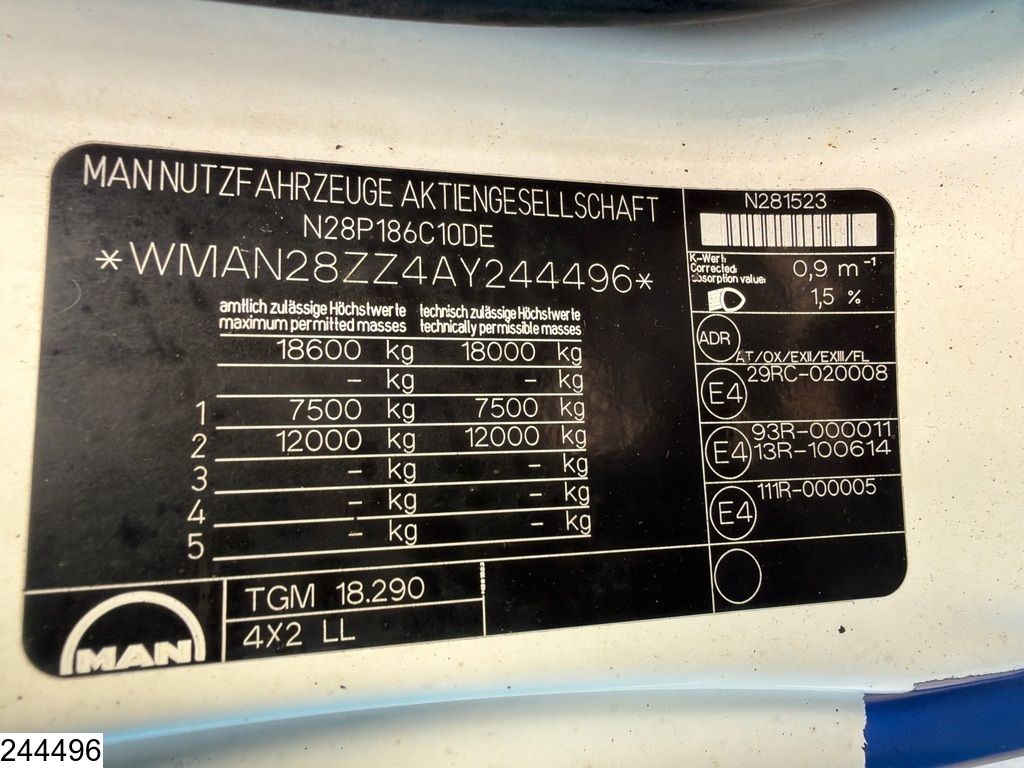 MAN NUTZFAHRZEUGE AKTIENGESELLSCHAFT
N28P186C10DE
*WMAN28ZZ4AY244496*
amtlich zulässige Höchstwerte technisch zulässige Höchstwerte
maximum permitted masses technically permissible masses
18600 kg 18000 kg
- kg - kg
1 7500 kg 7500 kg
2 12000 kg 12000 kg
3 - kg - kg
4 - kg - kg
5 - kg - kg
MAN
TGM 18.290
4X2 LL
N281523
K-Wert:
Corrected absorption value: 0,9 m⁻¹
1,5 %
ADR
AT/OX/EXII/EXIII/FL
E4 29RC-020008
E4 93R-000011
13R-100614
E4 111R-000005
244496